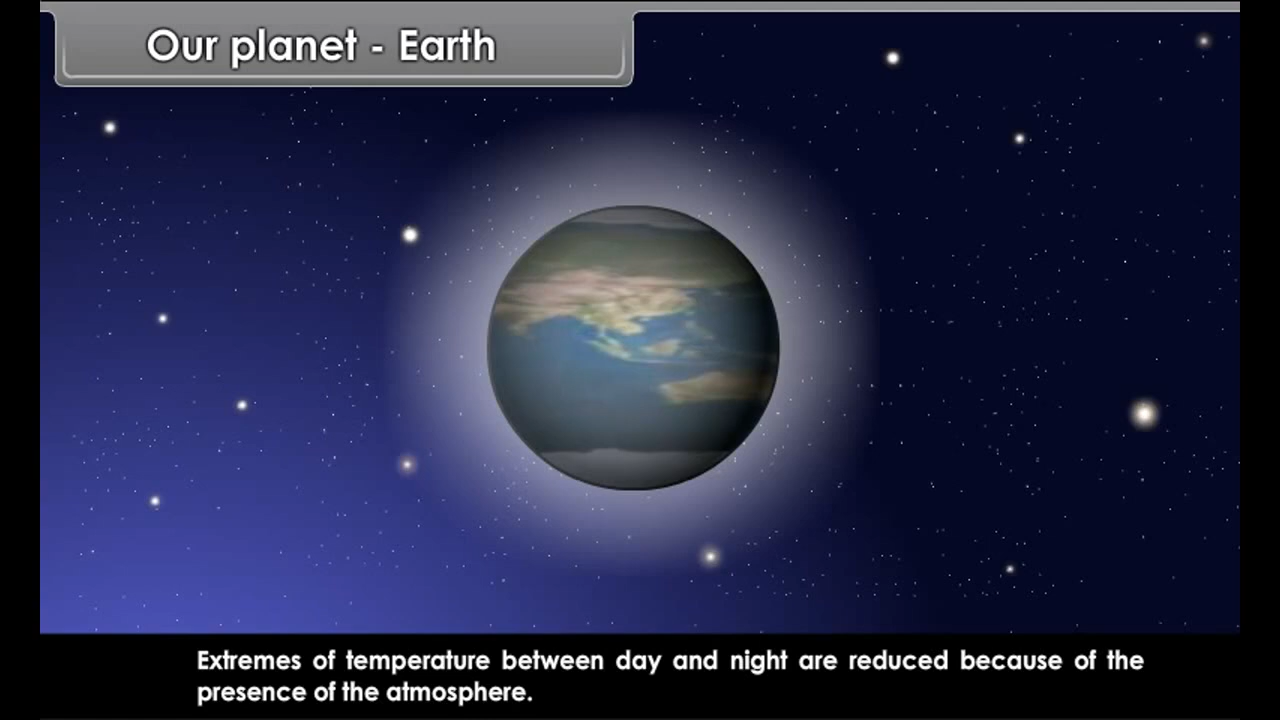 Our planet - Earth
Extremes of temperature between day and night are reduced because of the
presence of the atmosphere.